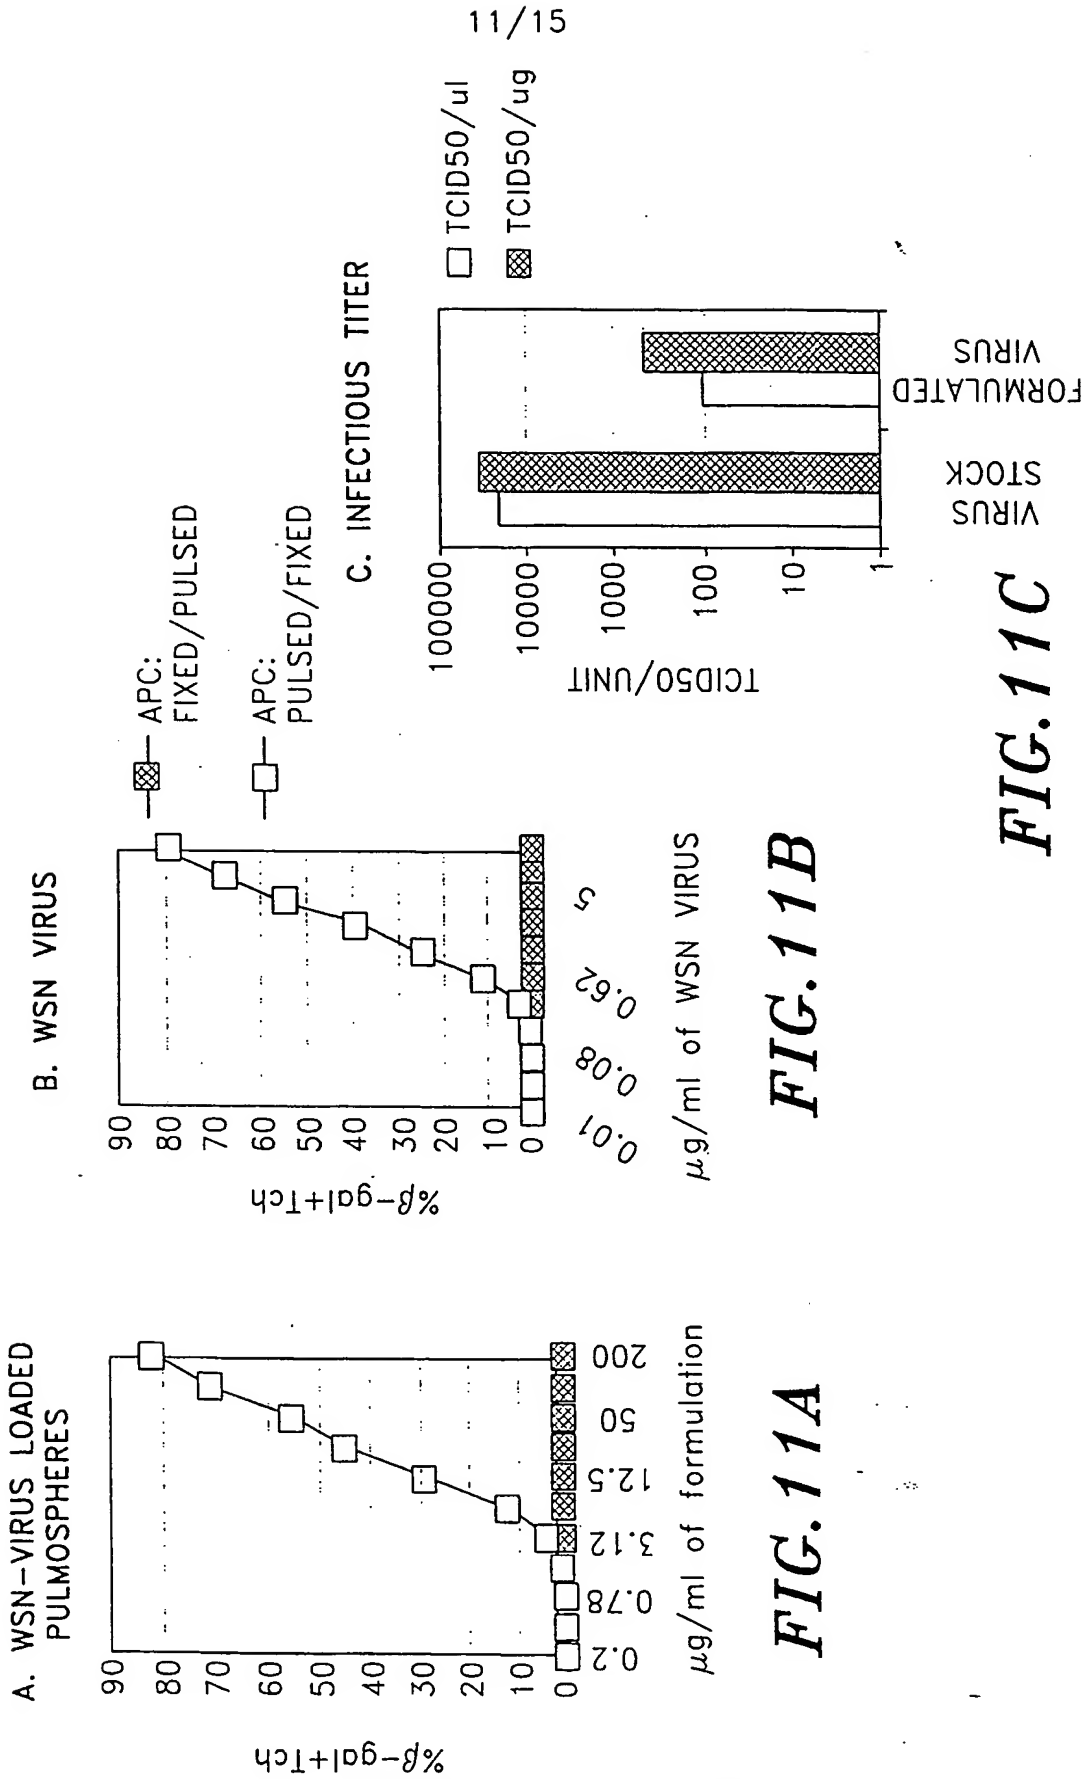 11/15
A. WSN-VIRUS LOADED
PULMOSPHERES
%β-gal+Tch
90
80
70
60
50
40
30
20
10
0
0.2
0.78
3.12
12.5
50
200
µg/ml of formulation
FIG.11A
B. WSN VIRUS
%β-gal+Tch
90
80
70
60
50
40
30
20
10
0
0.01
0.08
0.62
5
µg/ml of WSN VIRUS
APC:
FIXED/PULSED
APC:
PULSED/FIXED
FIG.11B
C. INFECTIOUS TITER
TCID50/UNIT
100000
10000
1000
100
10
1
VIRUS
STOCK
FORMULATED
VIRUS
TCID50/ul
TCID50/ug
FIG.11C